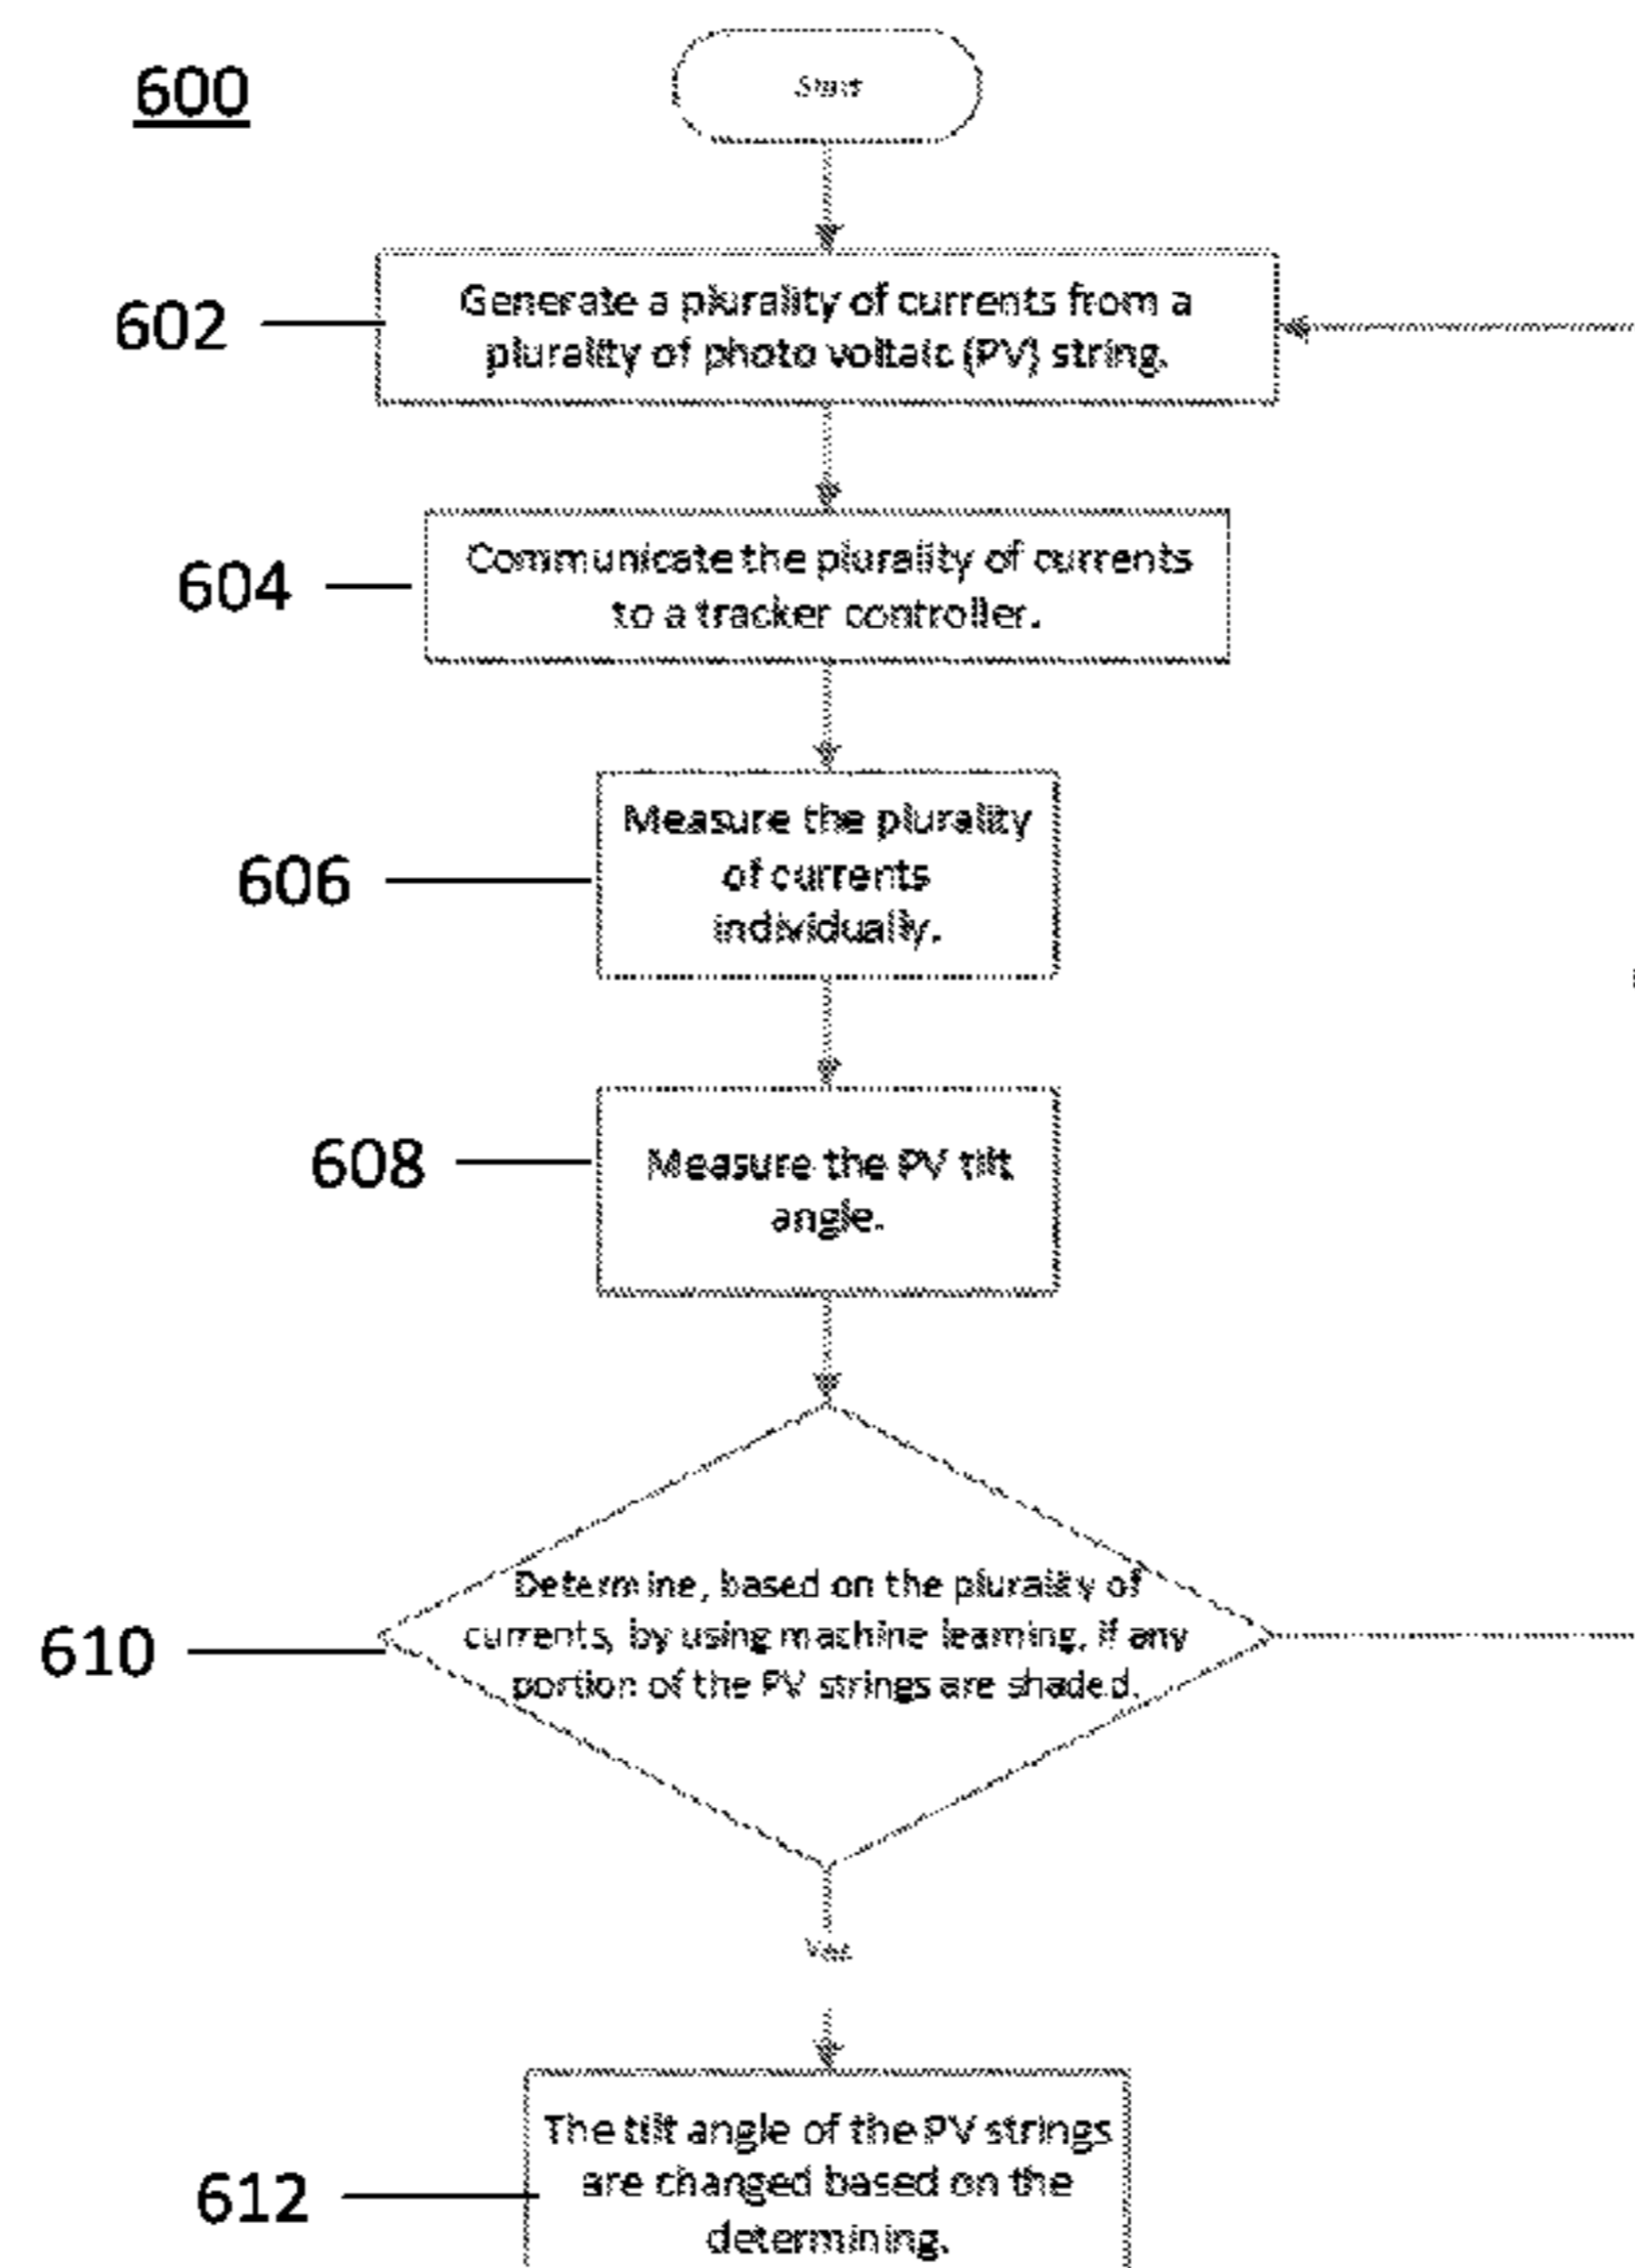 600
Start
602
Generate a plurality of currents from a
plurality of photo voltaic (PV) string.
604
Communicate the plurality of currents
to a tracker controller.
606
Measure the plurality
of currents
individually.
608
Measure the PV tilt
angle.
610
Determine, based on the plurality of
currents, by using machine learning, if any
portion of the PV strings are shaded.
Yes
612
The tilt angle of the PV strings
are changed based on the
determining.